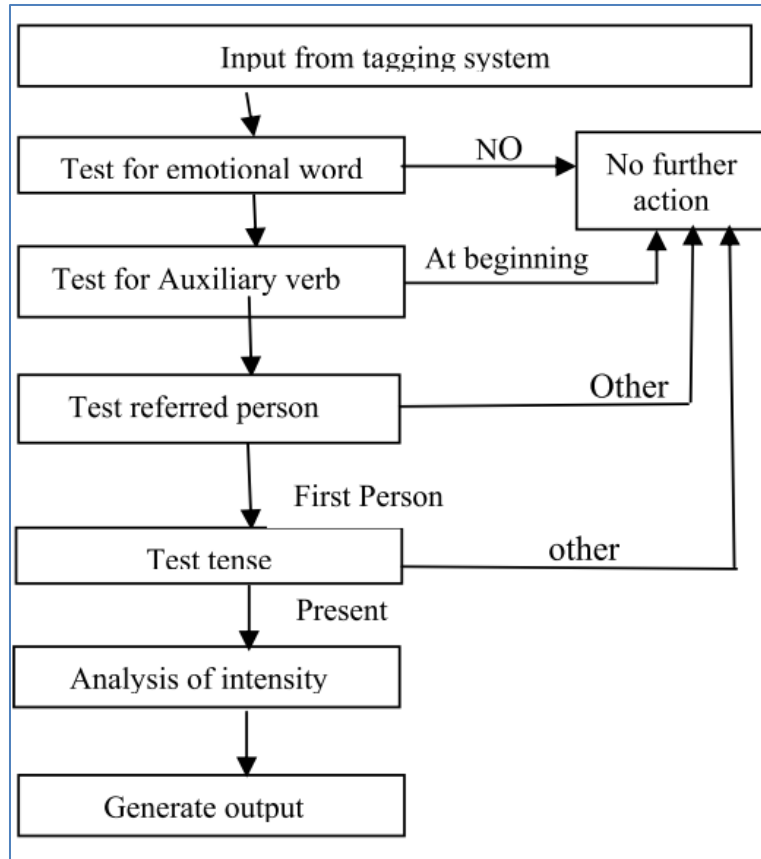 Input from tagging system
Test for emotional word
NO
No further
action
Test for Auxiliary verb
At beginning
Test referred person
Other
First Person
Test tense
other
Present
Analysis of intensity
Generate output